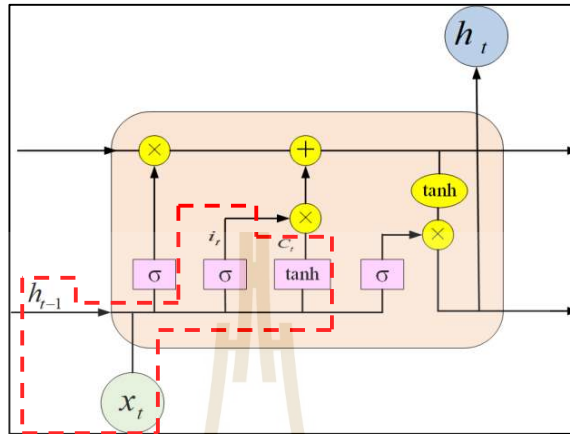 h_t
×
+
tanh
×
×
i_t
C_t
σ
σ
tanh
σ
h_{t-1}
x_t